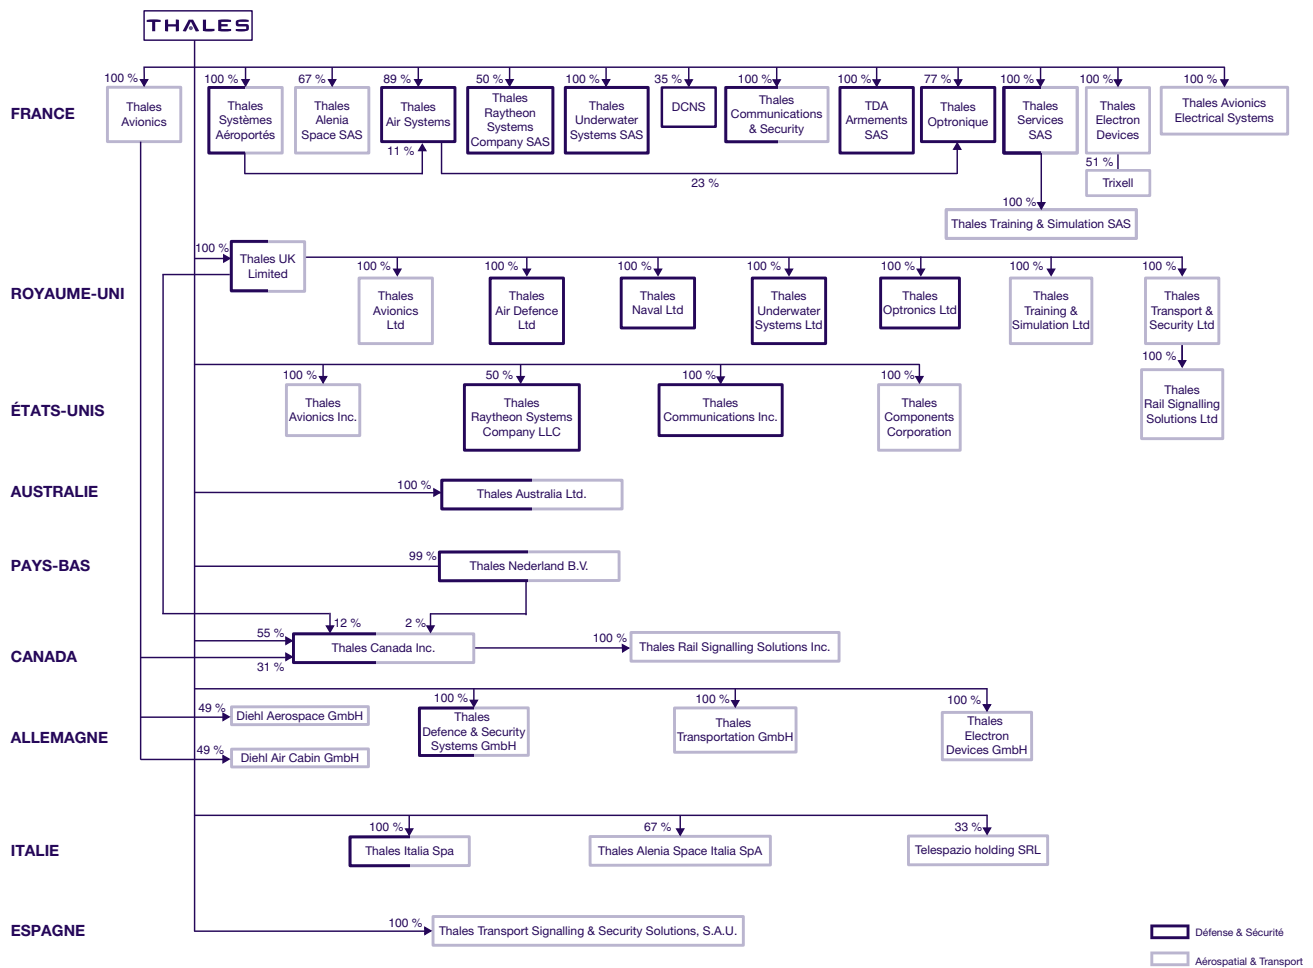 THALES
FRANCE
100 %
Thales
Avionics
100 %
Thales
Systèmes
Aéroportés
67 %
Thales
Alenia
Space SAS
89 %
Thales
Air Systems
11 %
50 %
Thales
Raytheon
Systems
Company SAS
100 %
Thales
Underwater
Systems SAS
35 %
DCNS
100 %
Thales
Communications
& Security
100 %
TDA
Armements
SAS
77 %
Thales
Optronique
23 %
100 %
Thales
Services
SAS
100 %
Thales Training & Simulation SAS
100 %
Thales
Electron
Devices
51 %
Trixell
100 %
Thales Avionics
Electrical Systems
ROYAUME-UNI
100 %
Thales UK
Limited
100 %
Thales
Avionics
Ltd
100 %
Thales
Air Defence
Ltd
100 %
Thales
Naval Ltd
100 %
Thales
Underwater
Systems Ltd
100 %
Thales
Optronics Ltd
100 %
Thales
Training &
Simulation Ltd
100 %
Thales
Transport &
Security Ltd
100 %
Thales
Rail Signalling
Solutions Ltd
ÉTATS-UNIS
100 %
Thales
Avionics Inc.
50 %
Thales
Raytheon Systems
Company LLC
100 %
Thales
Communications Inc.
100 %
Thales
Components
Corporation
AUSTRALIE
100 %
Thales Australia Ltd.
PAYS-BAS
99 %
Thales Nederland B.V.
CANADA
12 %
2 %
55 %
31 %
Thales Canada Inc.
100 %
Thales Rail Signalling Solutions Inc.
ALLEMAGNE
49 %
Diehl Aerospace GmbH
49 %
Diehl Air Cabin GmbH
100 %
Thales
Defence & Security
Systems GmbH
100 %
Thales
Transportation GmbH
100 %
Thales
Electron
Devices GmbH
ITALIE
100 %
Thales Italia Spa
67 %
Thales Alenia Space Italia SpA
33 %
Telespazio holding SRL
ESPAGNE
100 %
Thales Transport Signalling & Security Solutions, S.A.U.
Défense & Sécurité
Aérospatial & Transport